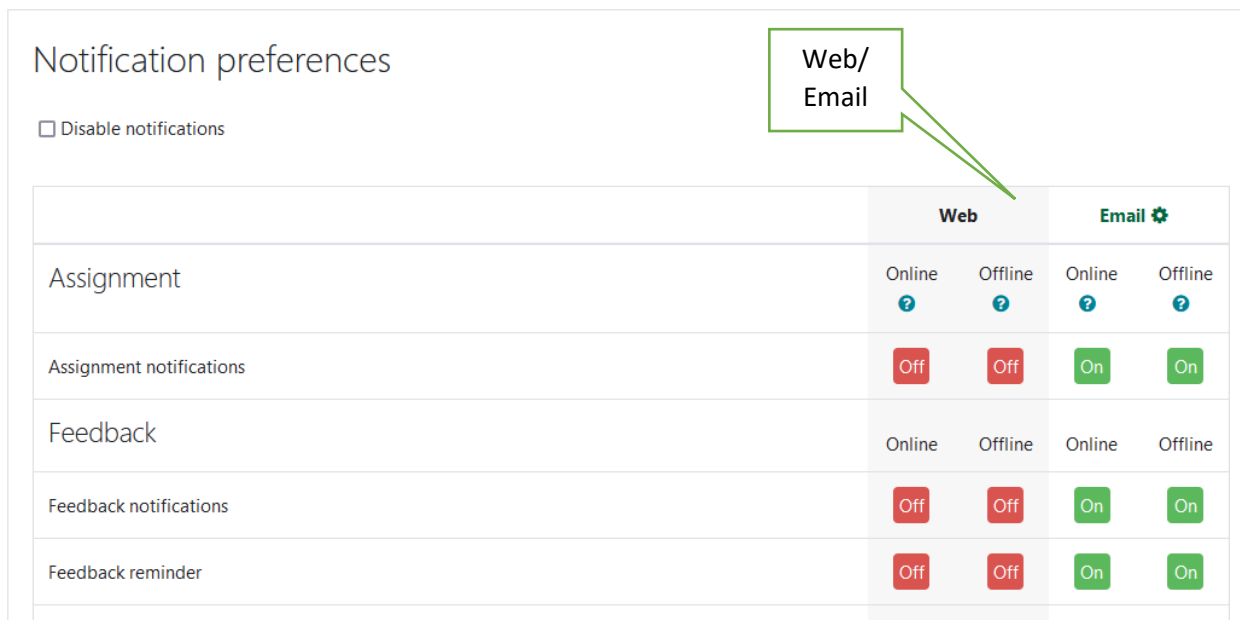 Notification preferences
Web/
Email
Disable notifications
Web Email
Assignment Online Offline Online Offline
Assignment notifications Off Off On On
Feedback Online Offline Online Offline
Feedback notifications Off Off On On
Feedback reminder Off Off On On